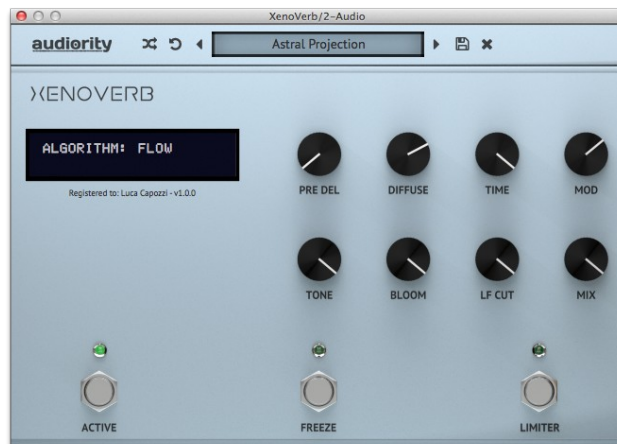 XenoVerb/2-Audio
audiority
Astral Projection
XENOVERB
ALGORITHM: FLOW
Registered to: Luca Capozzi - v1.0.0
PRE DEL
DIFFUSE
TIME
MOD
TONE
BLOOM
LF CUT
MIX
ACTIVE
FREEZE
LIMITER